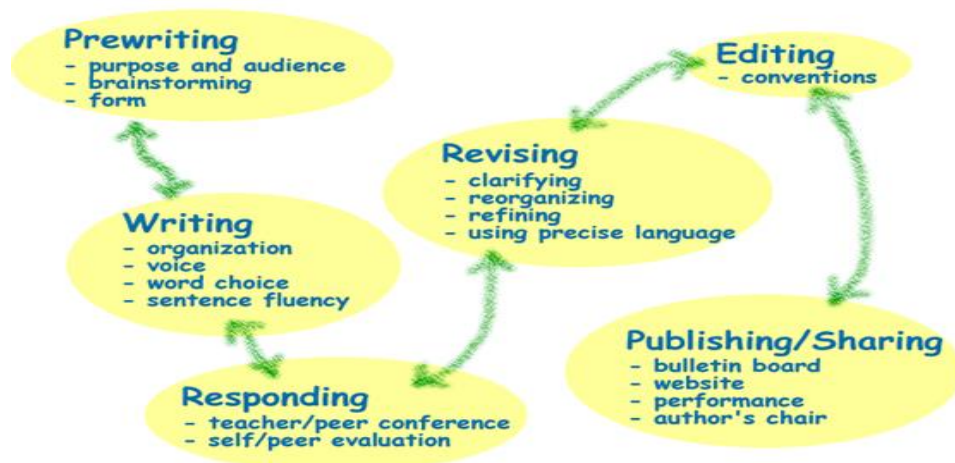 Prewriting
- purpose and audience
- brainstorming
- form
Writing
- organization
- voice
- word choice
- sentence fluency
Responding
- teacher/peer conference
- self/peer evaluation
Revising
- clarifying
- reorganizing
- refining
- using precise language
Editing
- conventions
Publishing/Sharing
- bulletin board
- website
- performance
- author's chair